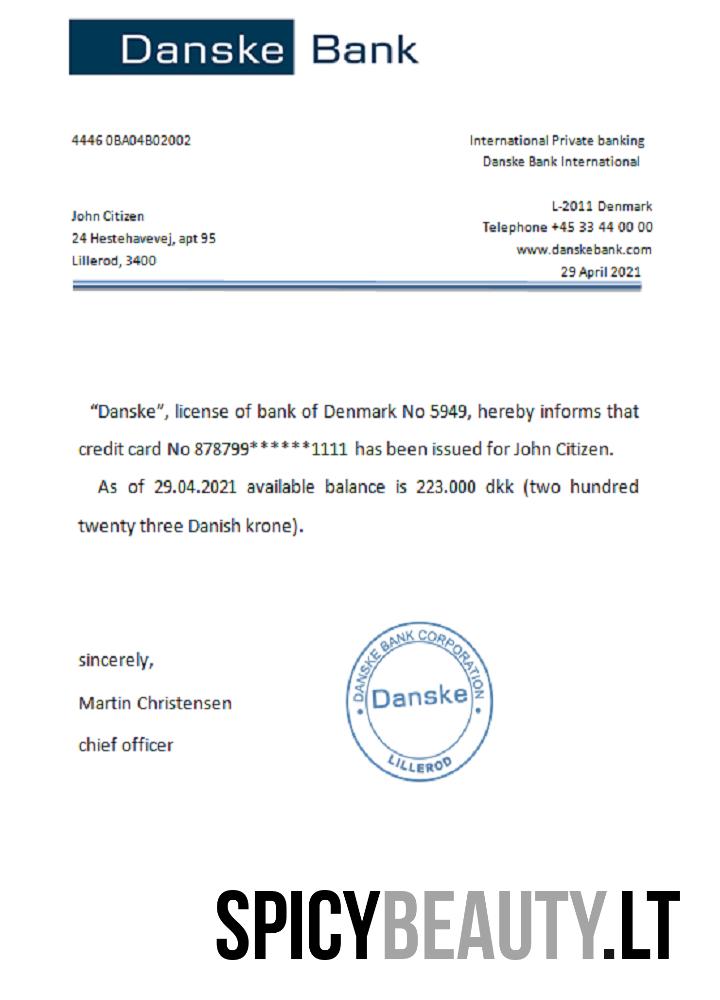 Danske Bank
4446 0BA04B02002
International Private banking
Danske Bank International
John Citizen
24 Hestehavevej, apt 95
Lillerod, 3400
L-2011 Denmark
Telephone +45 33 44 00 00
www.danskebank.com
29 April 2021
“Danske”, license of bank of Denmark No 5949, hereby informs that
credit card No 878799******1111 has been issued for John Citizen.
As of 29.04.2021 available balance is 223.000 dkk (two hundred
twenty three Danish krone).
sincerely,
Martin Christensen
chief officer
DANSKE BANK CORPORATION
Danske
LILLEROD
SPICYBEAUTY.LT